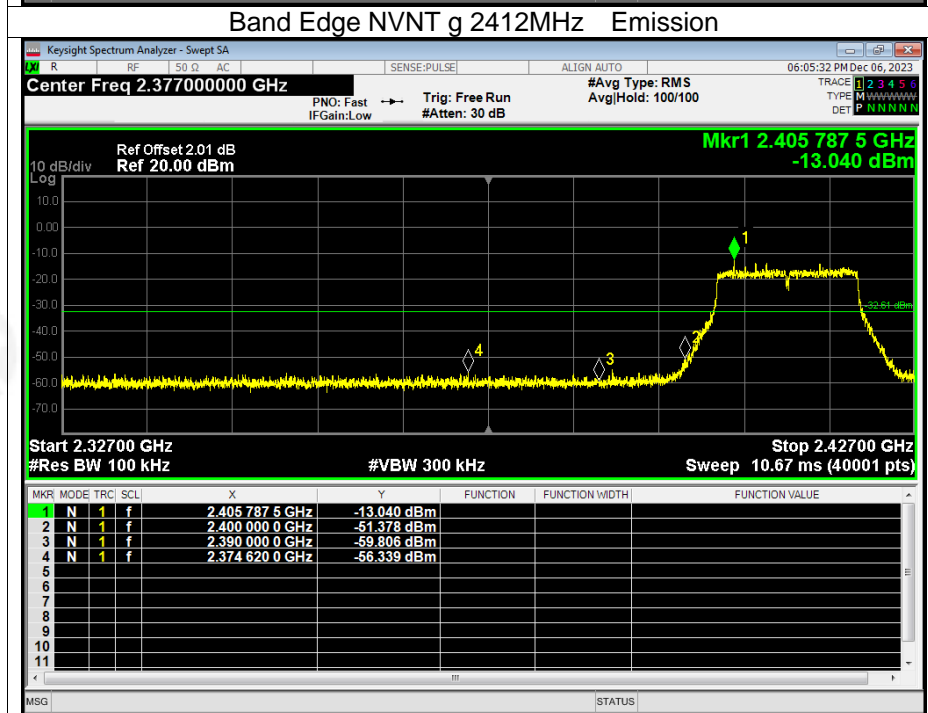 Band Edge NVNT g 2412MHz Emission
Keysight Spectrum Analyzer - Swept SA
LXI R RF 50 Ω AC SENSE:PULSE ALIGN AUTO 06:05:32 PM Dec 06, 2023
Center Freq 2.377000000 GHz #Avg Type: RMS TRACE 1 2 3 4 5 6
PNO: Fast Trig: Free Run Avg|Hold: 100/100 TYPE M WWWWW
IFGain:Low #Atten: 30 dB DET P N N N N N
Mkr1 2.405 787 5 GHz
Ref Offset 2.01 dB
10 dB/div Ref 20.00 dBm -13.040 dBm
Log
10.0
0.00
1
-10.0
-20.0
-30.0
-32.61 dBm
-40.0
2
4
3
-50.0
-60.0
-70.0
Start 2.32700 GHz Stop 2.42700 GHz
#Res BW 100 kHz #VBW 300 kHz Sweep 10.67 ms (40001 pts)
MKR MODE TRC SCL X Y FUNCTION FUNCTION WIDTH FUNCTION VALUE
1 N 1 f 2.405 787 5 GHz -13.040 dBm
2 N 1 f 2.400 000 0 GHz -51.378 dBm
3 N 1 f 2.390 000 0 GHz -59.806 dBm
4 N 1 f 2.374 620 0 GHz -56.339 dBm
5
6
7
8
9
10
11
MSG STATUS